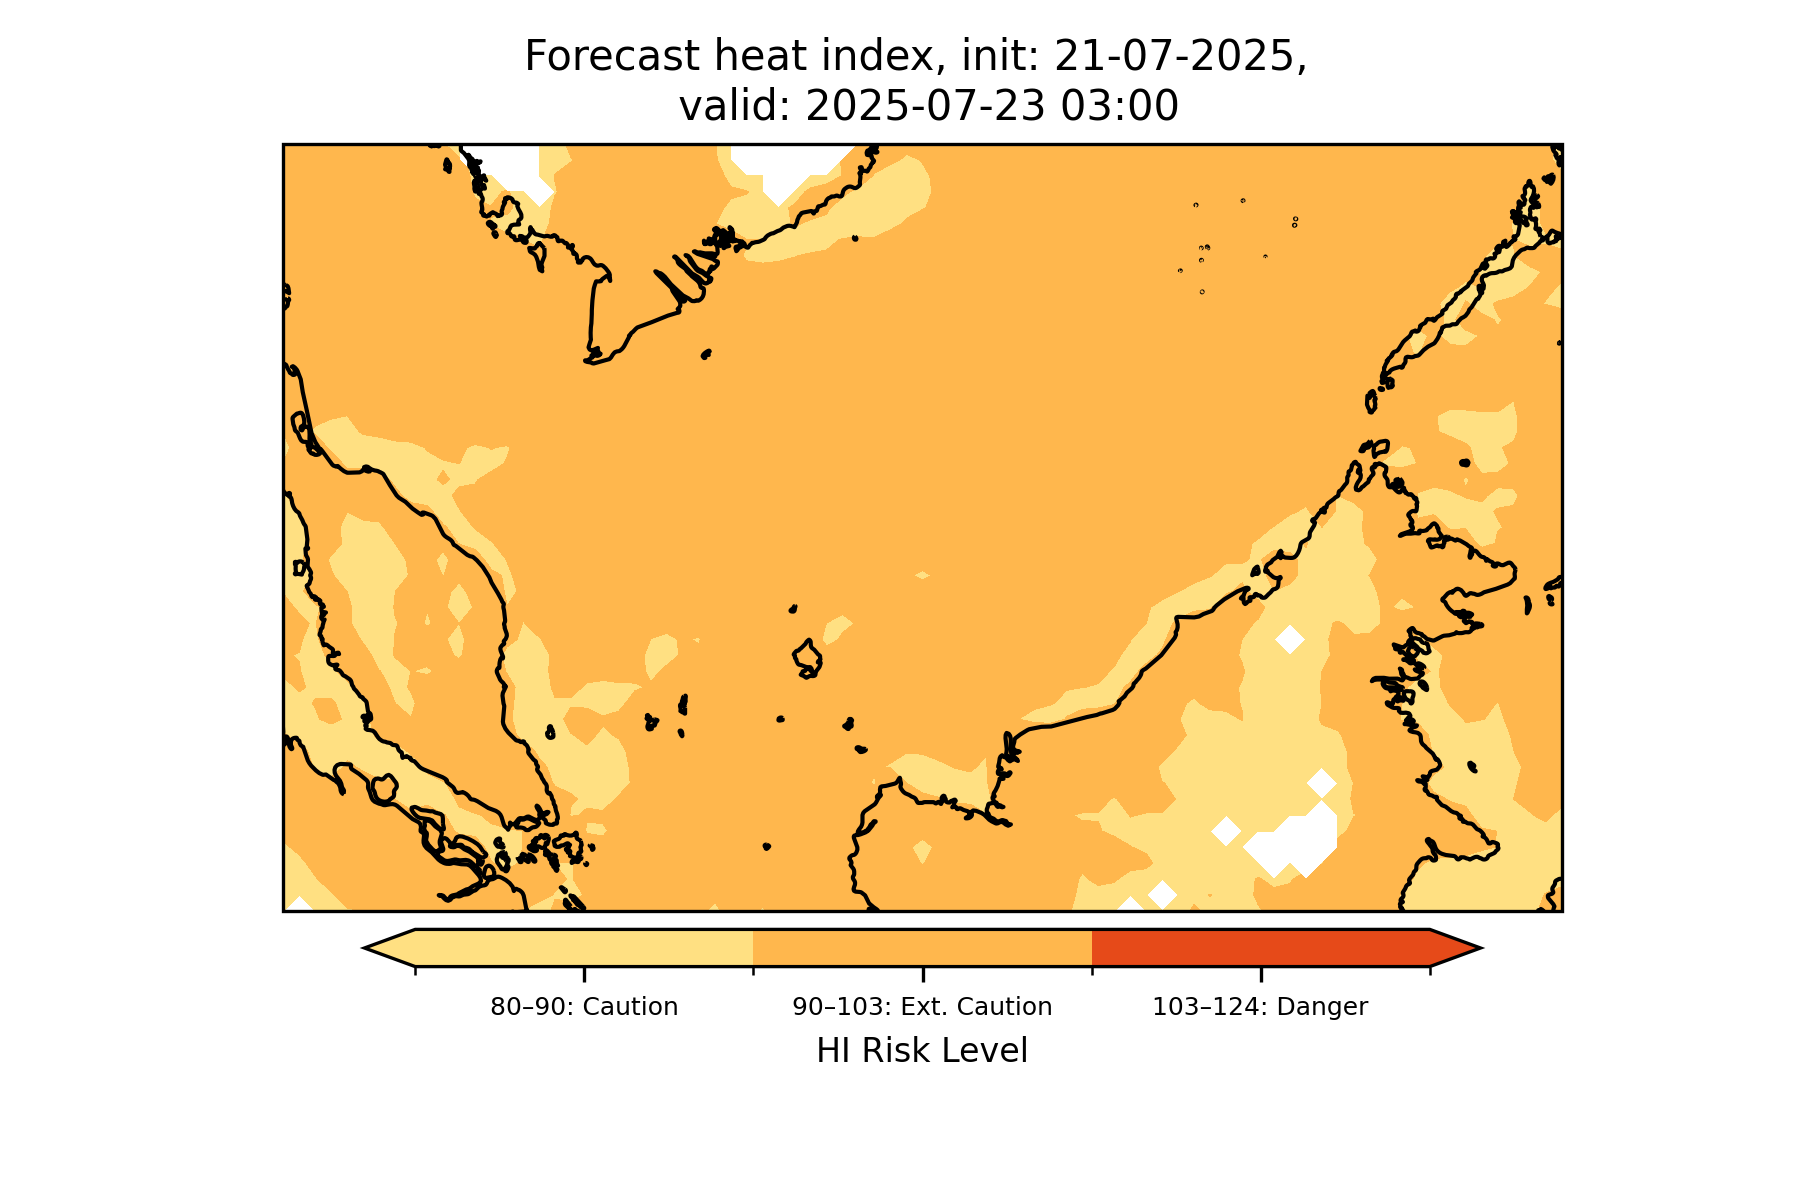 Forecast heat index, init: 21-07-2025,
valid: 2025-07-23 03:00
80–90: Caution
90–103: Ext. Caution
103–124: Danger
HI Risk Level